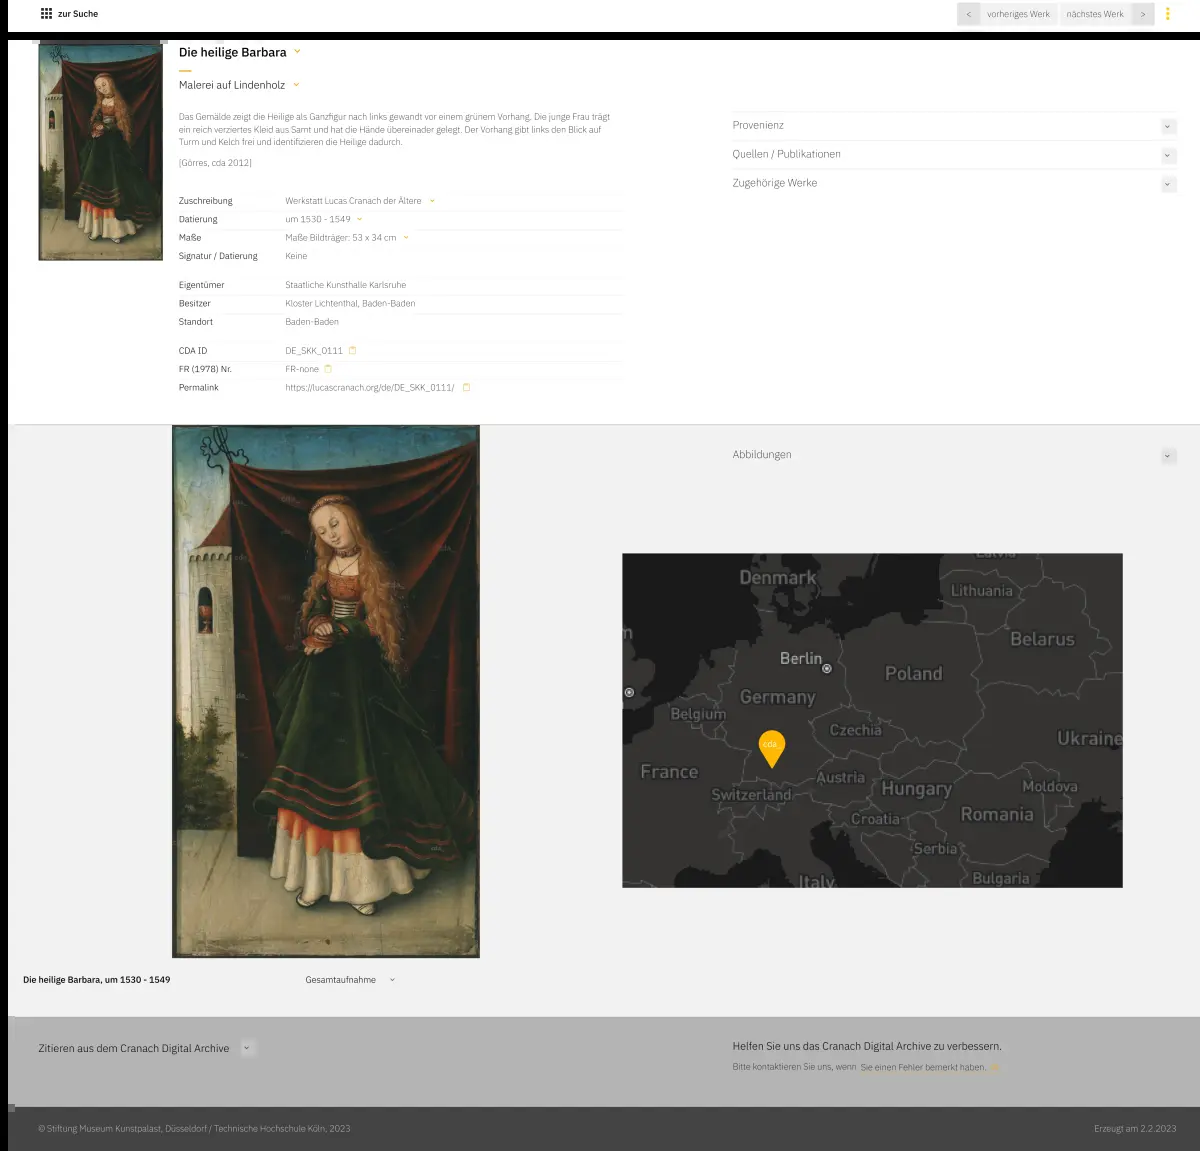 zur Suche
< vorheriges Werk nächstes Werk >
Die heilige Barbara
Malerei auf Lindenholz
Das Gemälde zeigt die Heilige als Ganzfigur nach links gewandt vor einem grünem Vorhang. Die junge Frau trägt
ein reich verziertes Kleid aus Samt und hat die Hände übereinader gelegt. Der Vorhang gibt links den Blick auf
Turm und Kelch frei und identifizieren die Heilige dadurch.
[Görres, cda 2012]
Zuschreibung Werkstatt Lucas Cranach der Ältere
Datierung um 1530 - 1549
Maße Maße Bildträger: 53 x 34 cm
Signatur / Datierung Keine
Eigentümer Staatliche Kunsthalle Karlsruhe
Besitzer Kloster Lichtenthal, Baden-Baden
Standort Baden-Baden
CDA ID DE_SKK_0111
FR (1978) Nr. FR-none
Permalink https://lucascranach.org/de/DE_SKK_0111/
Provenienz
Quellen / Publikationen
Zugehörige Werke
Abbildungen
Latvia
Denmark
Lithuania
Belarus
Berlin
Poland
Germany
Belgium
Czechia
Ukraine
cda_
France
Austria
Switzerland
Hungary
Moldova
Croatia
Romania
Serbia
Italy
Bulgaria
Die heilige Barbara, um 1530 - 1549 Gesamtaufnahme
Zitieren aus dem Cranach Digital Archive
Helfen Sie uns das Cranach Digital Archive zu verbessern.
Bitte kontaktieren Sie uns, wenn Sie einen Fehler bemerkt haben.
© Stiftung Museum Kunstpalast, Düsseldorf / Technische Hochschule Köln, 2023
Erzeugt am 2.2.2023